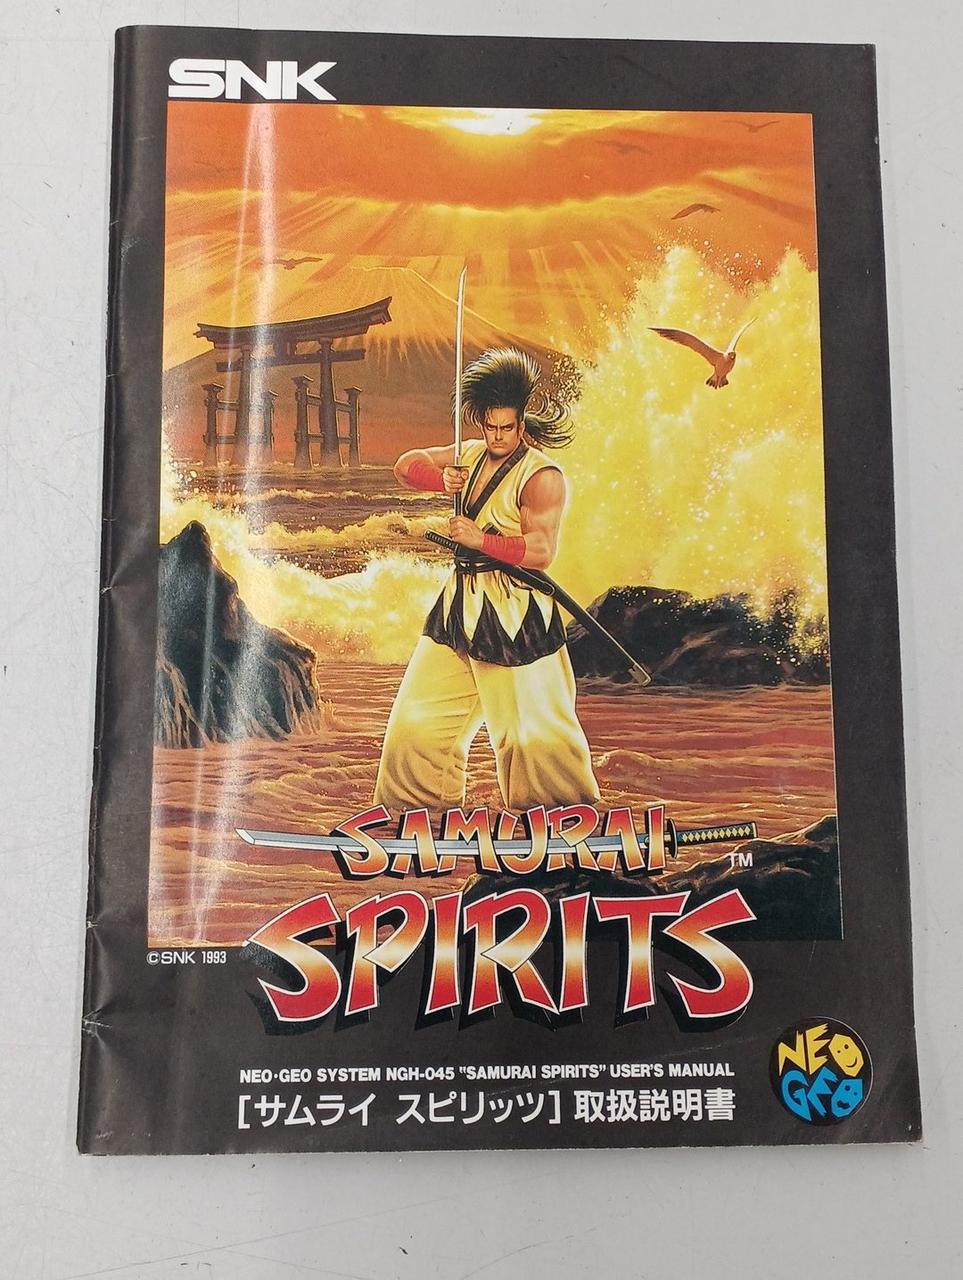 SNK
SAMURAI
TM
SPIRITS
©SNK 1993
NEO GEO
NEO·GEO SYSTEM NGH-045 "SAMURAI SPIRITS" USER'S MANUAL
[サムライ スピリッツ] 取扱説明書